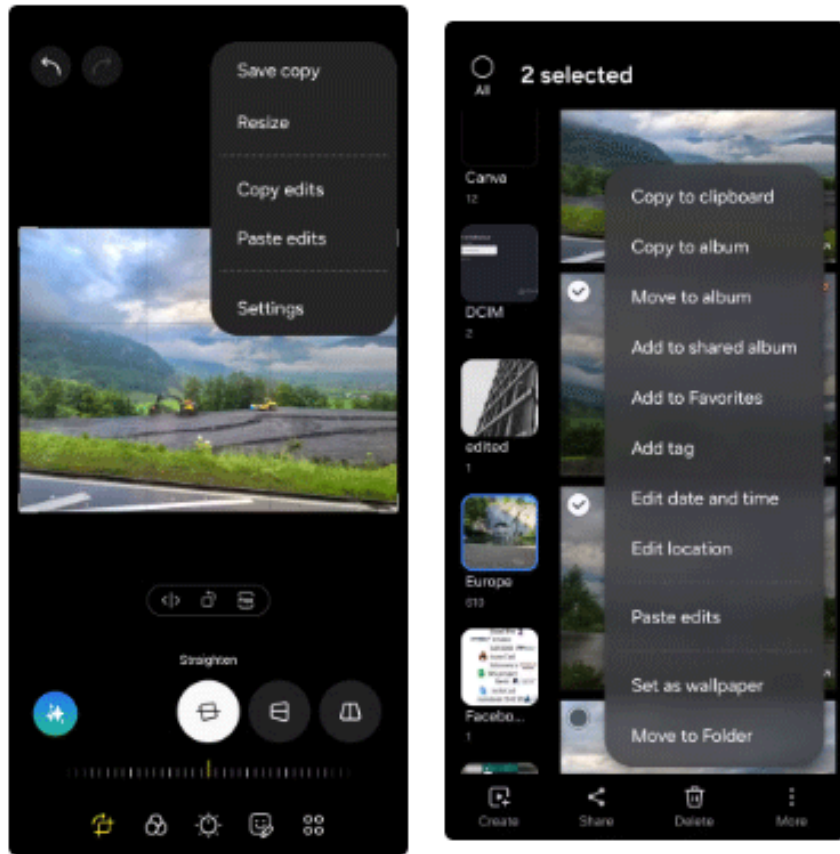 Save copy
Resize
Copy edits
Paste edits
Settings
Straighten
All
2 selected
Canva
12
DCIM
2
edited
1
Europe
Facebo...
1
Copy to clipboard
Copy to album
Move to album
Add to shared album
Add to Favorites
Add tag
Edit date and time
Edit location
Paste edits
Set as wallpaper
Move to Folder
Create
Share
Delete
More